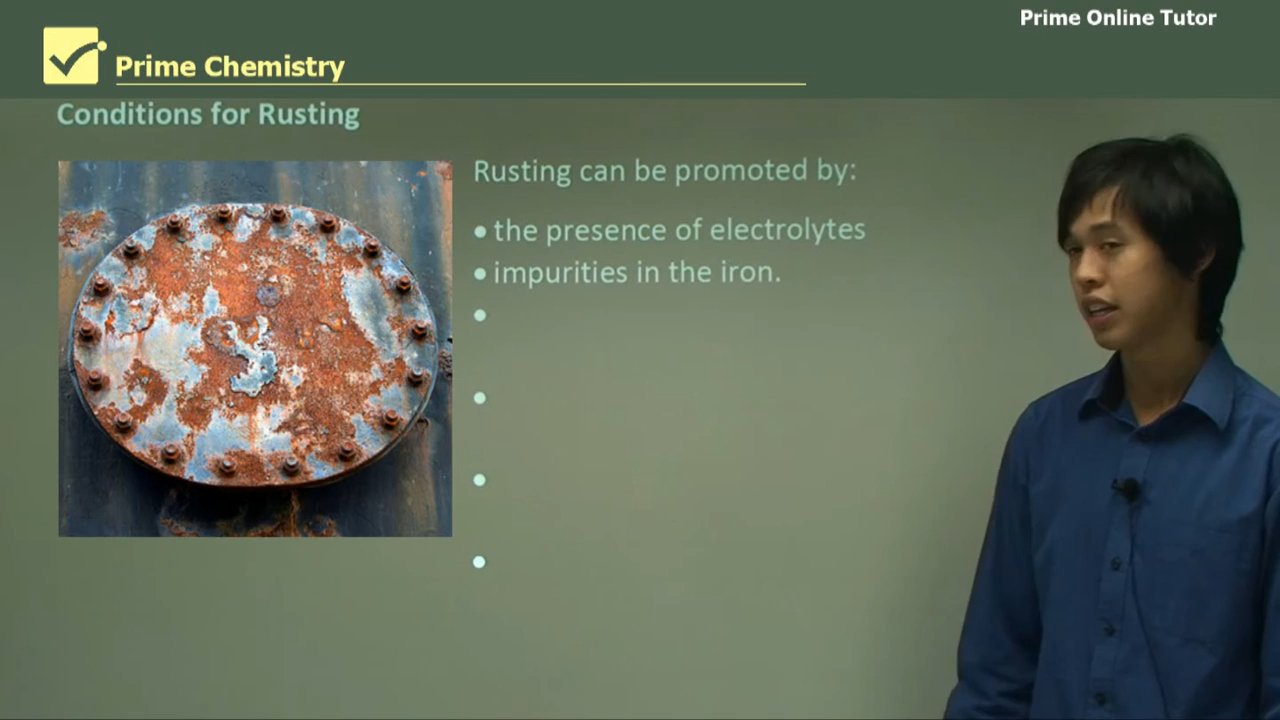 Prime Online Tutor
Prime Chemistry
Conditions for Rusting
Rusting can be promoted by:
• the presence of electrolytes
• impurities in the iron.
•
•
•
•